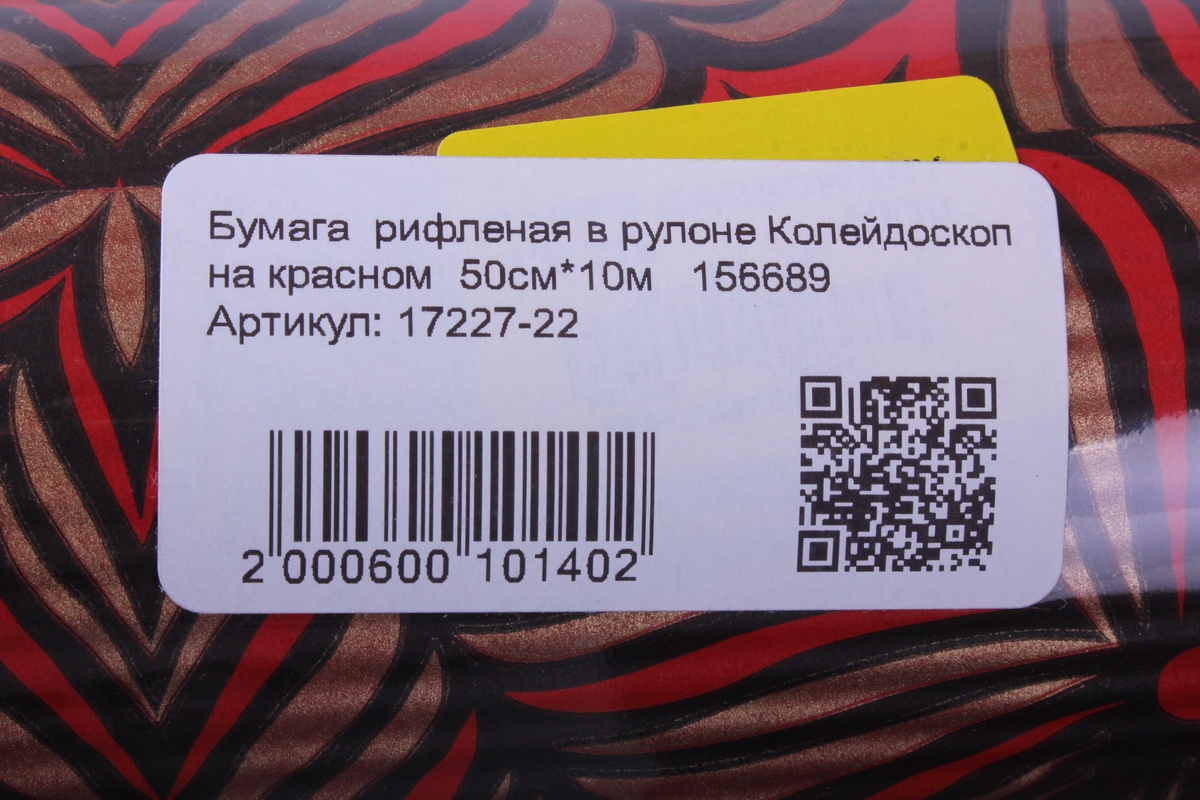 Бумага рифленая в рулоне Колейдоскоп
на красном 50см*10м 156689
Артикул: 17227-22
2 000600 101402